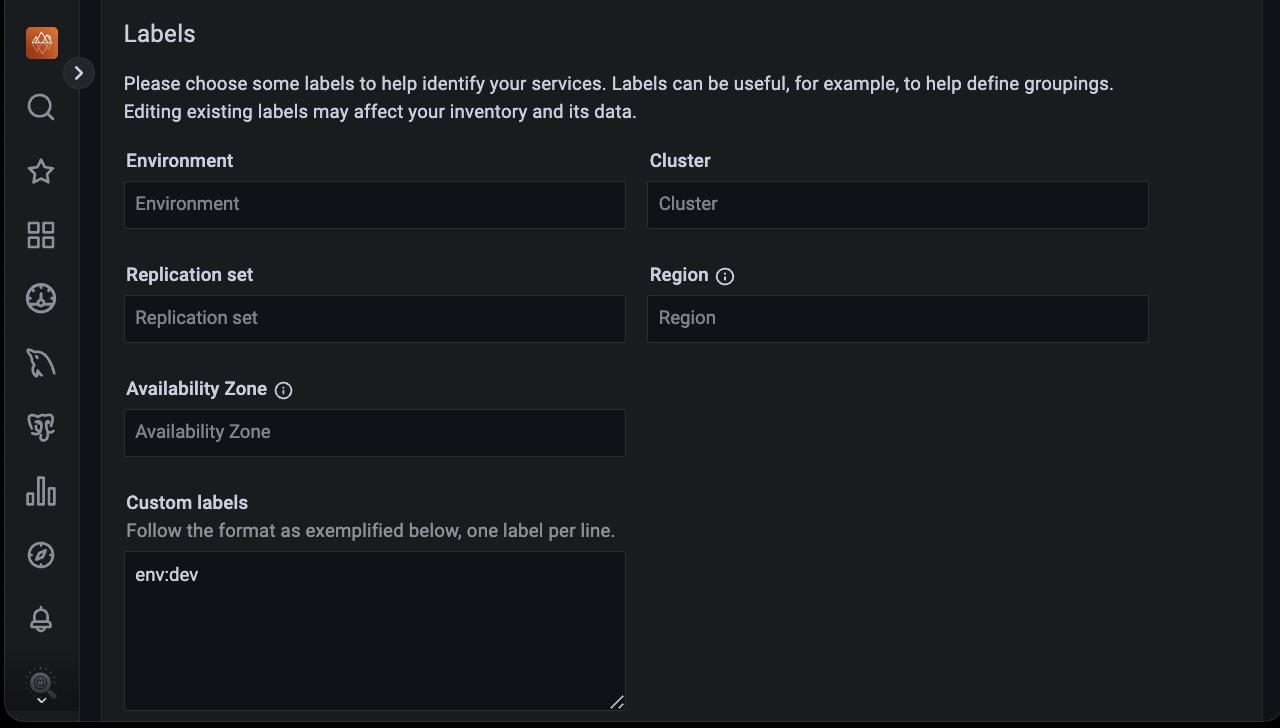 Labels
Please choose some labels to help identify your services. Labels can be useful, for example, to help define groupings.
Editing existing labels may affect your inventory and its data.
Environment
Cluster
Environment
Cluster
Replication set
Region
Replication set
Region
Availability Zone
Availability Zone
Custom labels
Follow the format as exemplified below, one label per line.
env:dev